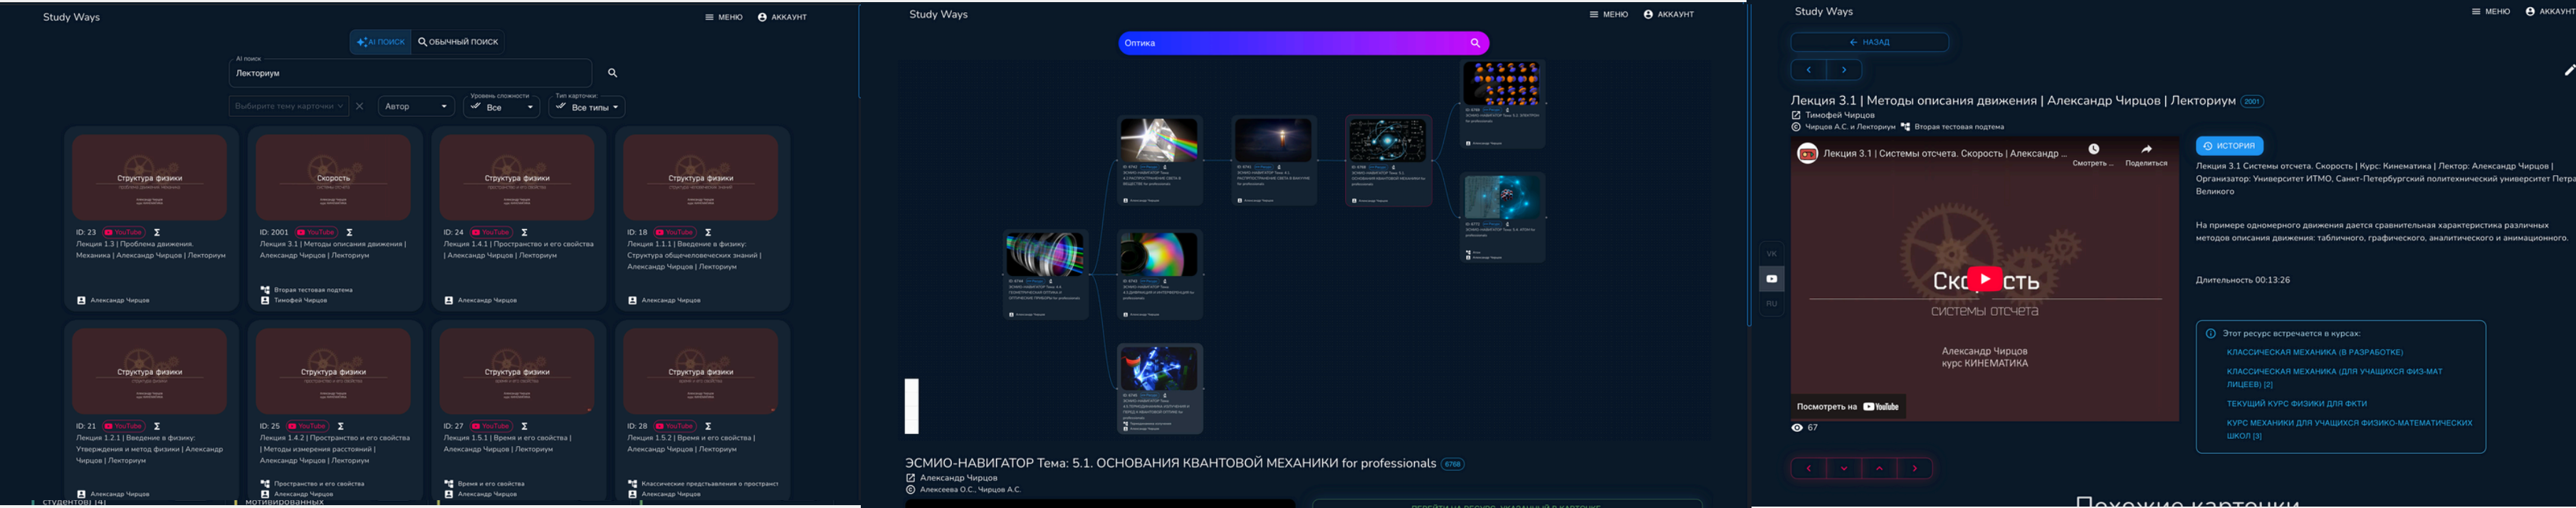 Study Ways
МЕНЮ
АККАУНТ
AI ПОИСК
ОБЫЧНЫЙ ПОИСК
AI поиск
Лекториум
Выбирите тему карточки
Автор
Уровень сложности
Все
Тип карточки:
Все типы
Структура физики
Скорость
Структура физики
Структура физики
ID: 23 YouTube
Лекция 1.3 | Проблема движения.
Механика | Александр Чирцов | Лекториум
Александр Чирцов
ID: 2001 YouTube
Лекция 3.1 | Методы описания движения |
Александр Чирцов | Лекториум
Вторая тестовая подтема
Тимофей Чирцов
ID: 24 YouTube
Лекция 1.4.1 | Пространство и его свойства
| Александр Чирцов | Лекториум
Александр Чирцов
ID: 18 YouTube
Лекция 1.1.1 | Введение в физику:
Структура общечеловеческих знаний |
Александр Чирцов | Лекториум
Александр Чирцов
Структура физики
Структура физики
Структура физики
Структура физики
ID: 21 YouTube
Лекция 1.2.1 | Введение в физику:
Утверждения и метод физики | Александр
Чирцов | Лекториум
Александр Чирцов
ID: 25 YouTube
Лекция 1.4.2 | Пространство и его свойства
| Методы измерения расстояний |
Александр Чирцов | Лекториум
Пространство и его свойства
Александр Чирцов
ID: 27 YouTube
Лекция 1.5.1 | Время и его свойства |
Александр Чирцов | Лекториум
Время и его свойства
Александр Чирцов
ID: 28 YouTube
Лекция 1.5.2 | Время и его свойства |
Александр Чирцов | Лекториум
Классические представления о пространст
Александр Чирцов
студентов) [4]
мотивированных
Study Ways
МЕНЮ
АККАУНТ
Оптика
ЭСМИО-НАВИГАТОР Тема: 5.1. ОСНОВАНИЯ КВАНТОВОЙ МЕХАНИКИ for professionals 6768
Александр Чирцов
Алексеева О.С., Чирцов А.С.
Study Ways
МЕНЮ
АККАУНТ
НАЗАД
Лекция 3.1 | Методы описания движения | Александр Чирцов | Лекториум 2001
Тимофей Чирцов
Чирцов А.С. и Лекториум Вторая тестовая подтема
VK
RU
Лекция 3.1 | Системы отсчета. Скорость | Александр ...
Смотреть ...
Поделиться
Скорость
СИСТЕМЫ ОТСЧЕТА
Александр Чирцов
курс КИНЕМАТИКА
Посмотреть на YouTube
67
ИСТОРИЯ
Лекция 3.1 Системы отсчета. Скорость | Курс: Кинематика | Лектор: Александр Чирцов |
Организатор: Университет ИТМО, Санкт-Петербургский политехнический университет Петра
Великого
На примере одномерного движения дается сравнительная характеристика различных
методов описания движения: табличного, графического, аналитического и анимационного.
Длительность 00:13:26
Этот ресурс встречается в курсах:
КЛАССИЧЕСКАЯ МЕХАНИКА (В РАЗРАБОТКЕ)
КЛАССИЧЕСКАЯ МЕХАНИКА (ДЛЯ УЧАЩИХСЯ ФИЗ-МАТ
ЛИЦЕЕВ) [2]
ТЕКУЩИЙ КУРС ФИЗИКИ ДЛЯ ФКТИ
КУРС МЕХАНИКИ ДЛЯ УЧАЩИХСЯ ФИЗИКО-МАТЕМАТИЧЕСКИХ
ШКОЛ [3]
Похожие карточки